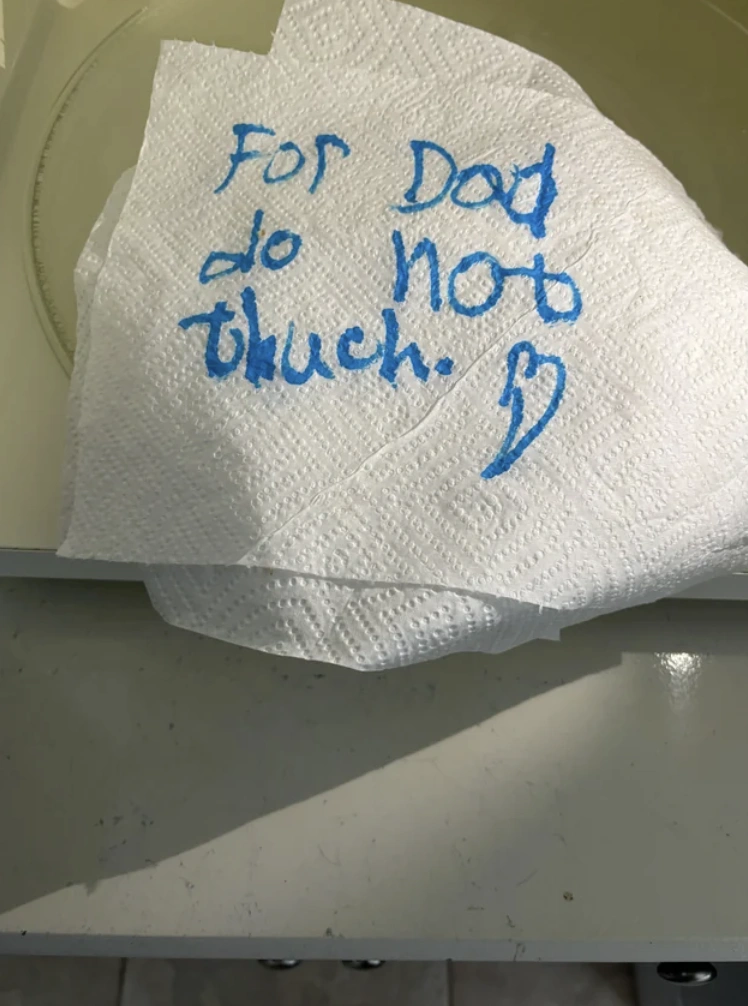 For Dad
do not
thuch.